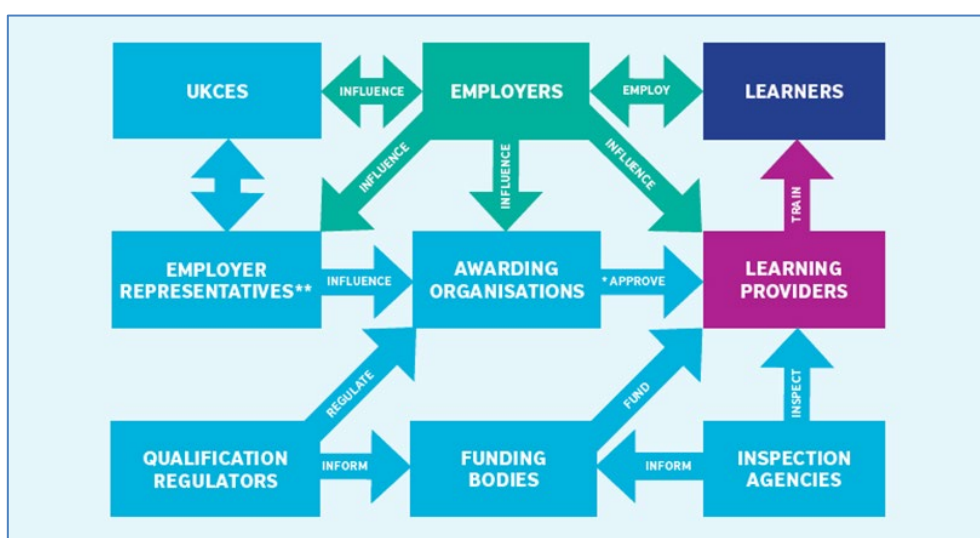 UKCES
INFLUENCE
EMPLOYERS
EMPLOY
LEARNERS
INFLUENCE
INFLUENCE
INFLUENCE
TRAIN
EMPLOYER
REPRESENTATIVES**
INFLUENCE
AWARDING
ORGANISATIONS
*APPROVE
LEARNING
PROVIDERS
REGULATE
FUND
INSPECT
QUALIFICATION
REGULATORS
INFORM
FUNDING
BODIES
INFORM
INSPECTION
AGENCIES